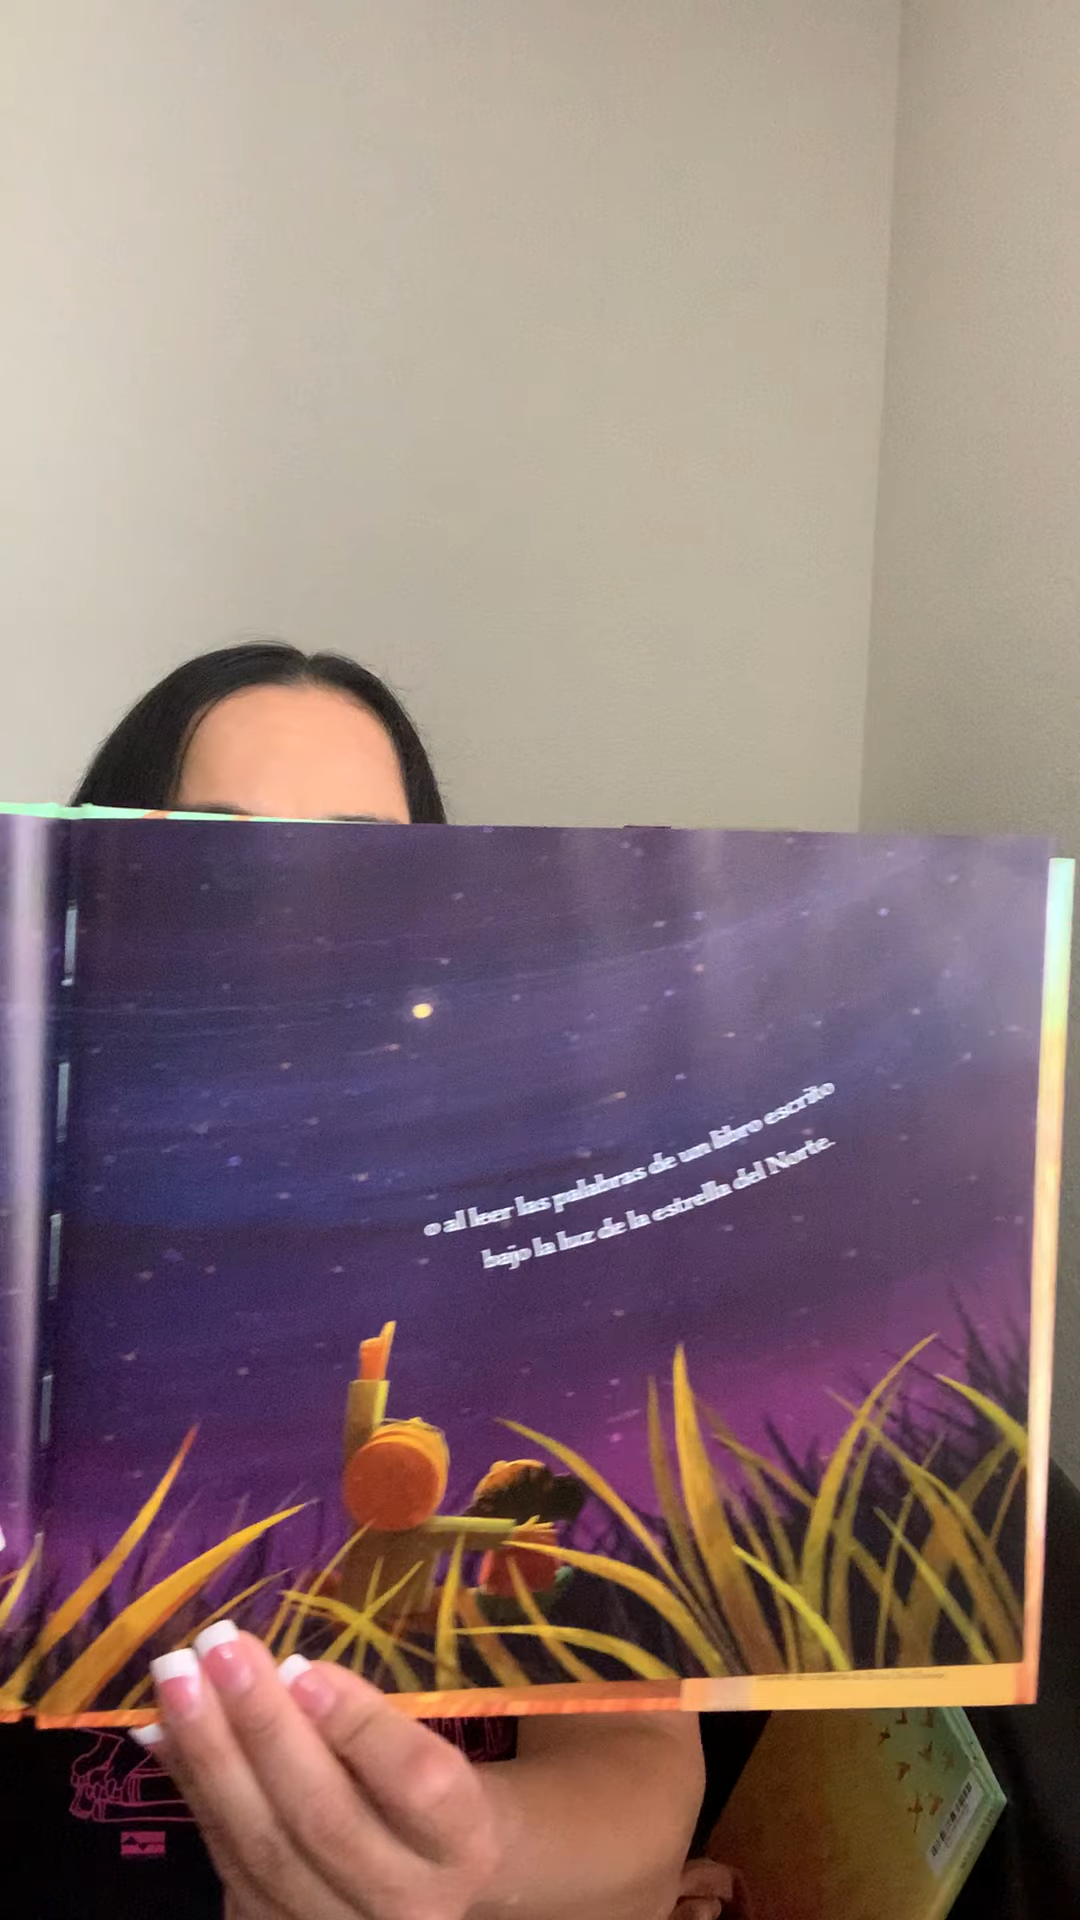 o al leer las palabras de un libro escrito
bajo la luz de la estrella del Norte.